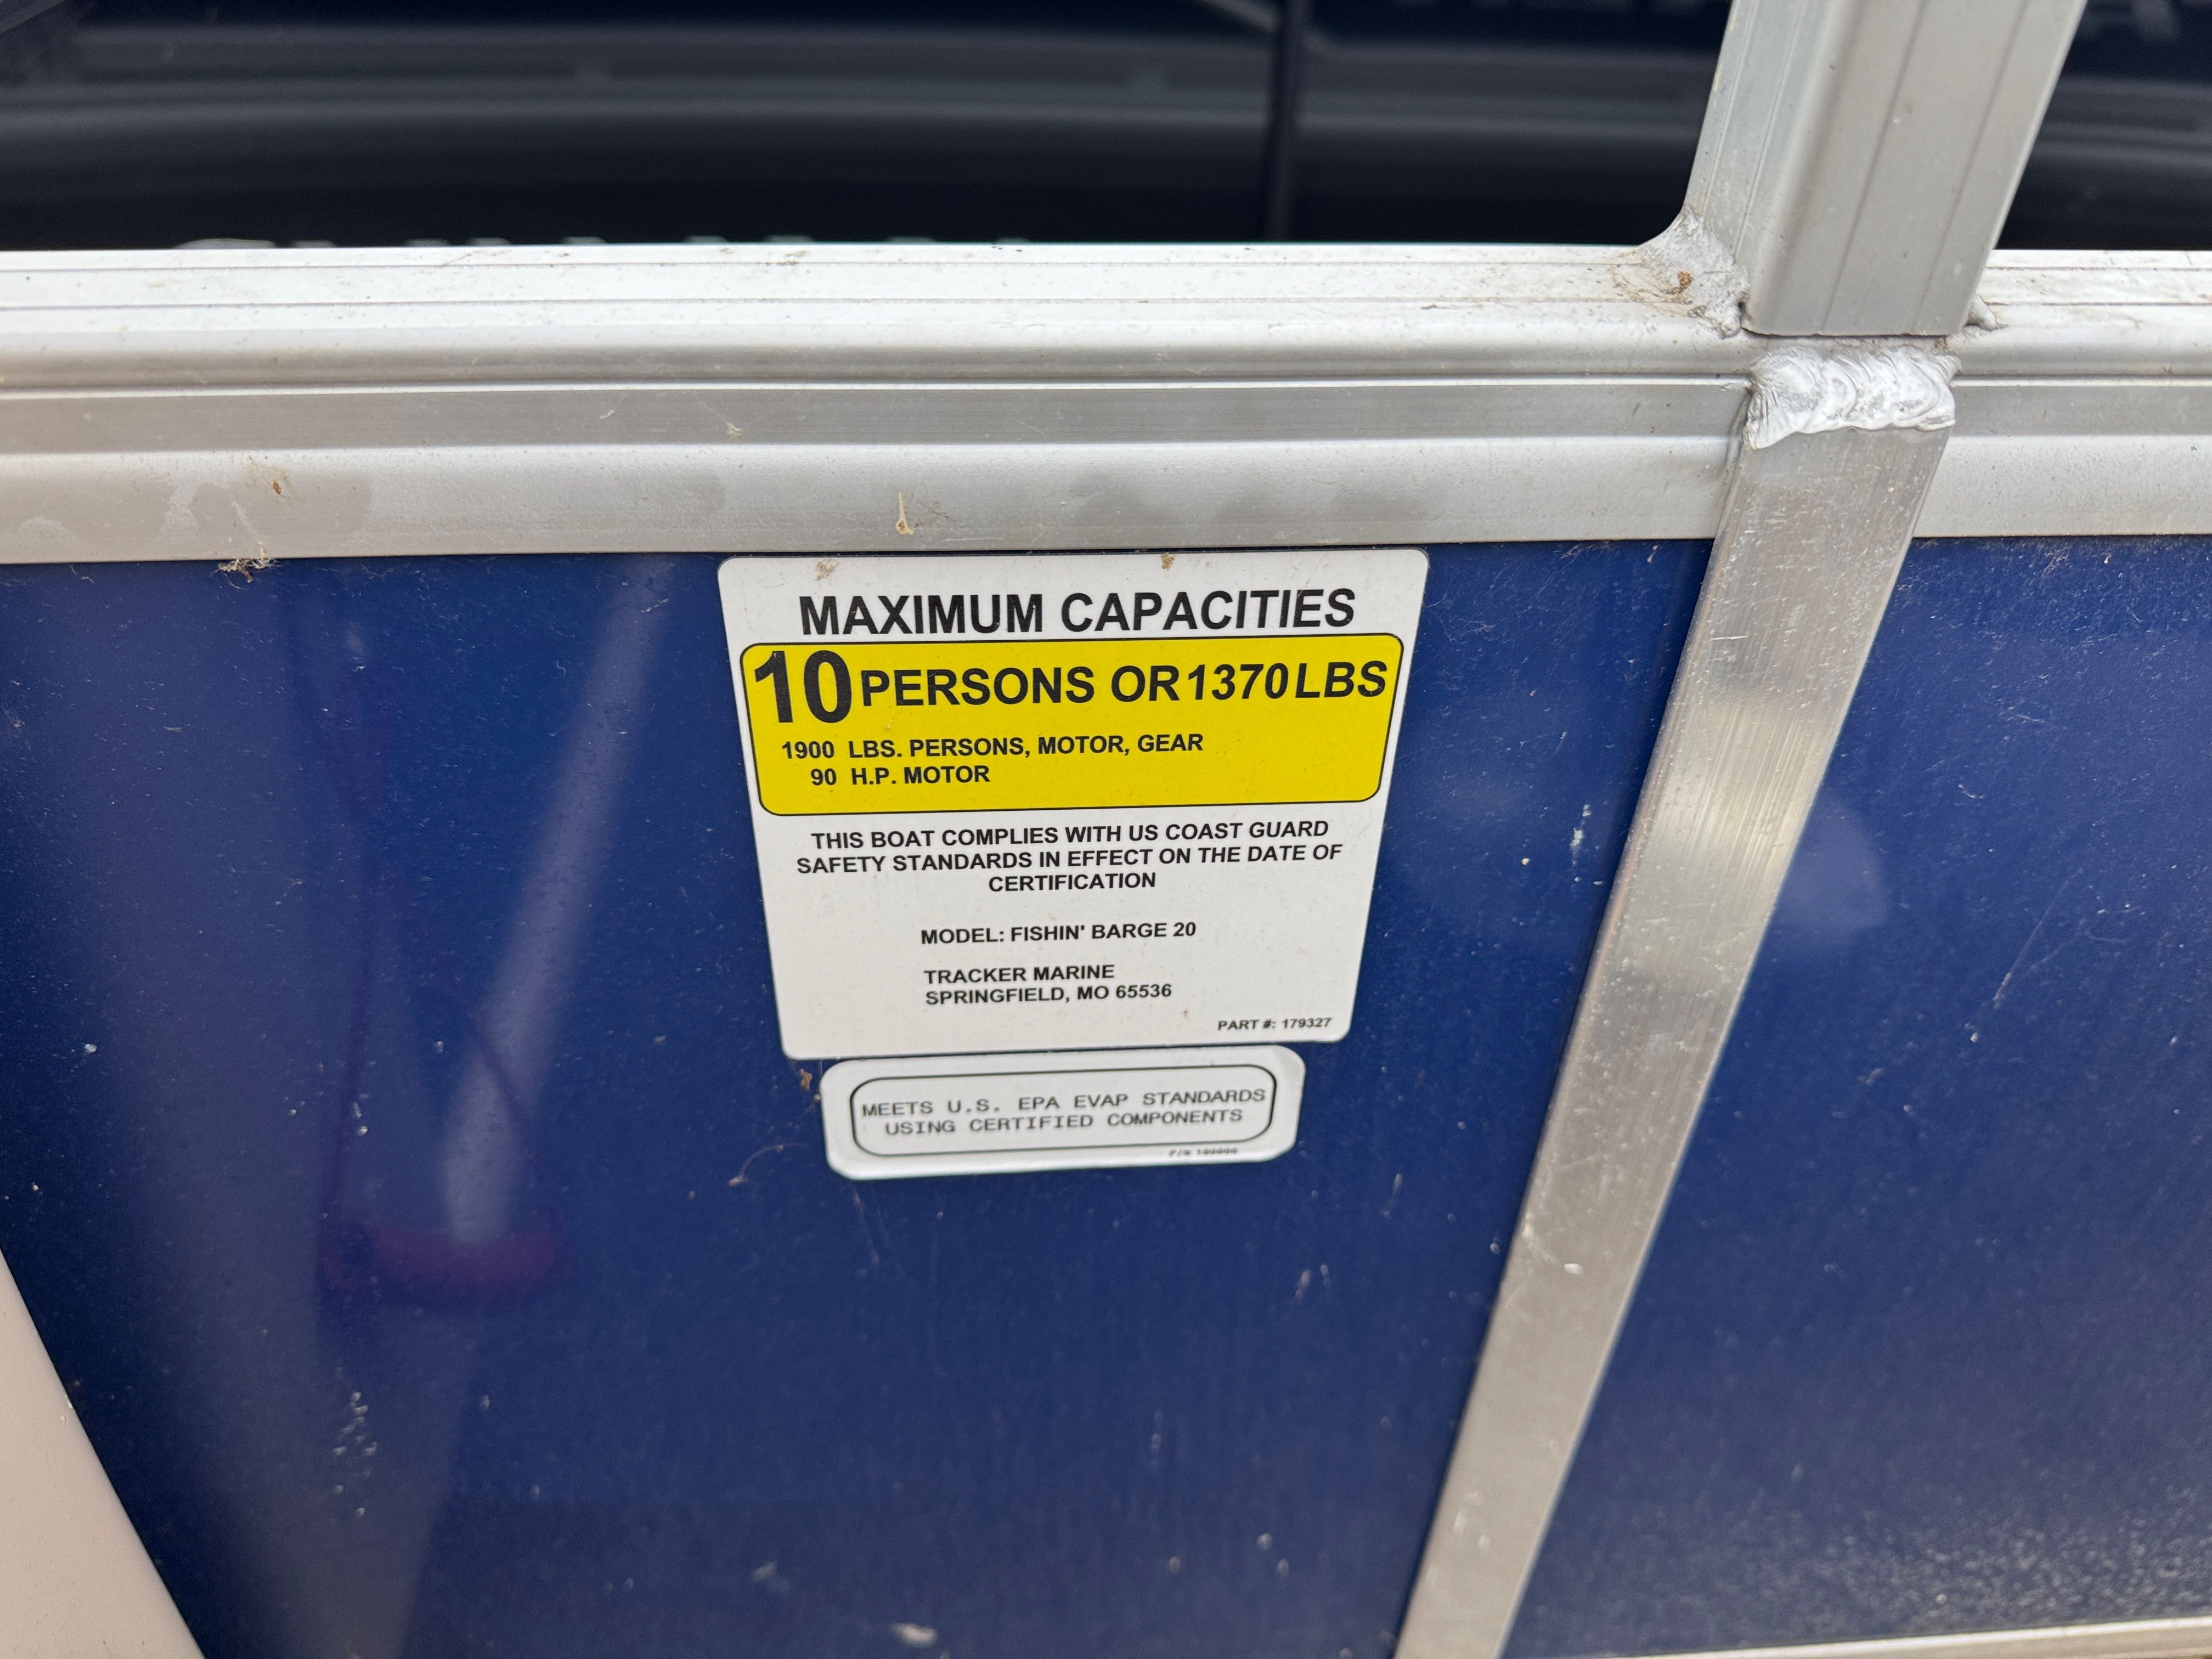 MAXIMUM CAPACITIES
10 PERSONS OR 1370 LBS
1900 LBS. PERSONS, MOTOR, GEAR
90 H.P. MOTOR
THIS BOAT COMPLIES WITH US COAST GUARD
SAFETY STANDARDS IN EFFECT ON THE DATE OF
CERTIFICATION
MODEL: FISHIN' BARGE 20
TRACKER MARINE
SPRINGFIELD, MO 65536
PART #: 179327
MEETS U.S. EPA EVAP STANDARDS
USING CERTIFIED COMPONENTS
P/N